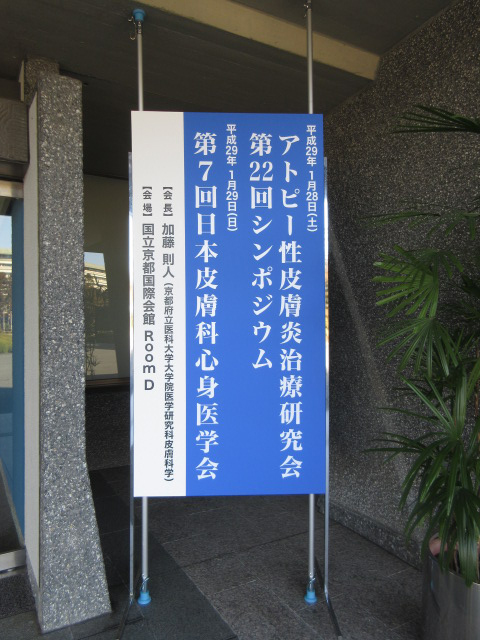 平成29年 1月28日(土)
アトピー性皮膚炎治療研究会
第22回シンポジウム
平成29年 1月29日(日)
第7回日本皮膚科心身医学会
【会長】 加藤 則人 (京都府立医科大学大学院医学研究科皮膚科学)
【会場】 国立京都国際会館 Room D